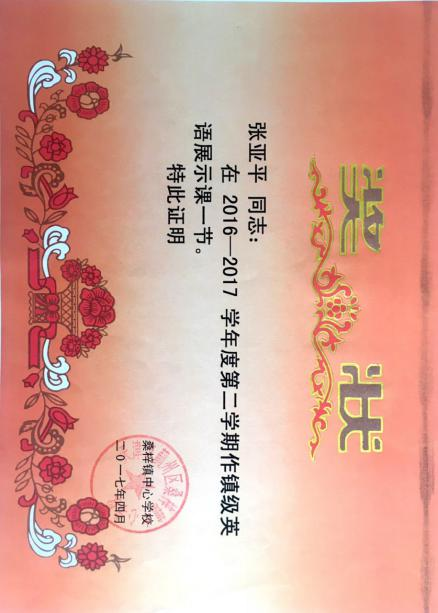 奖状
张亚平 同志：
在 2016—2017 学年度第二学期作镇级英
语展示课一节。
特此证明
桑梓镇中心学校
二〇一七年四月